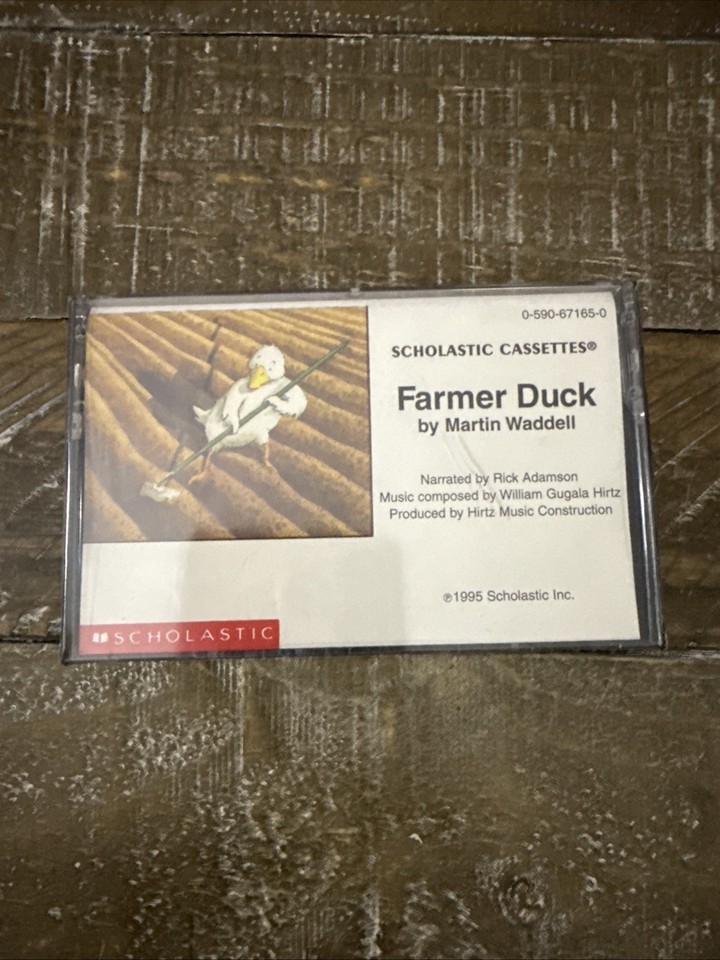 0-590-67165-0
SCHOLASTIC CASSETTES®
Farmer Duck
by Martin Waddell
Narrated by Rick Adamson
Music composed by William Gugala Hirtz
Produced by Hirtz Music Construction
℗1995 Scholastic Inc.
SCHOLASTIC